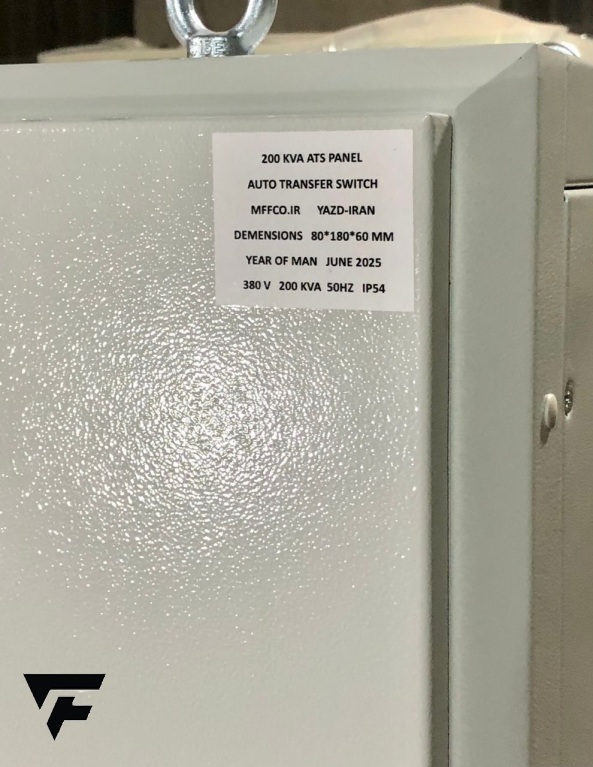 200 KVA ATS PANEL
AUTO TRANSFER SWITCH
MFFCO.IR YAZD-IRAN
DEMENSIONS 80*180*60 MM
YEAR OF MAN JUNE 2025
380 V 200 KVA 50HZ IP54